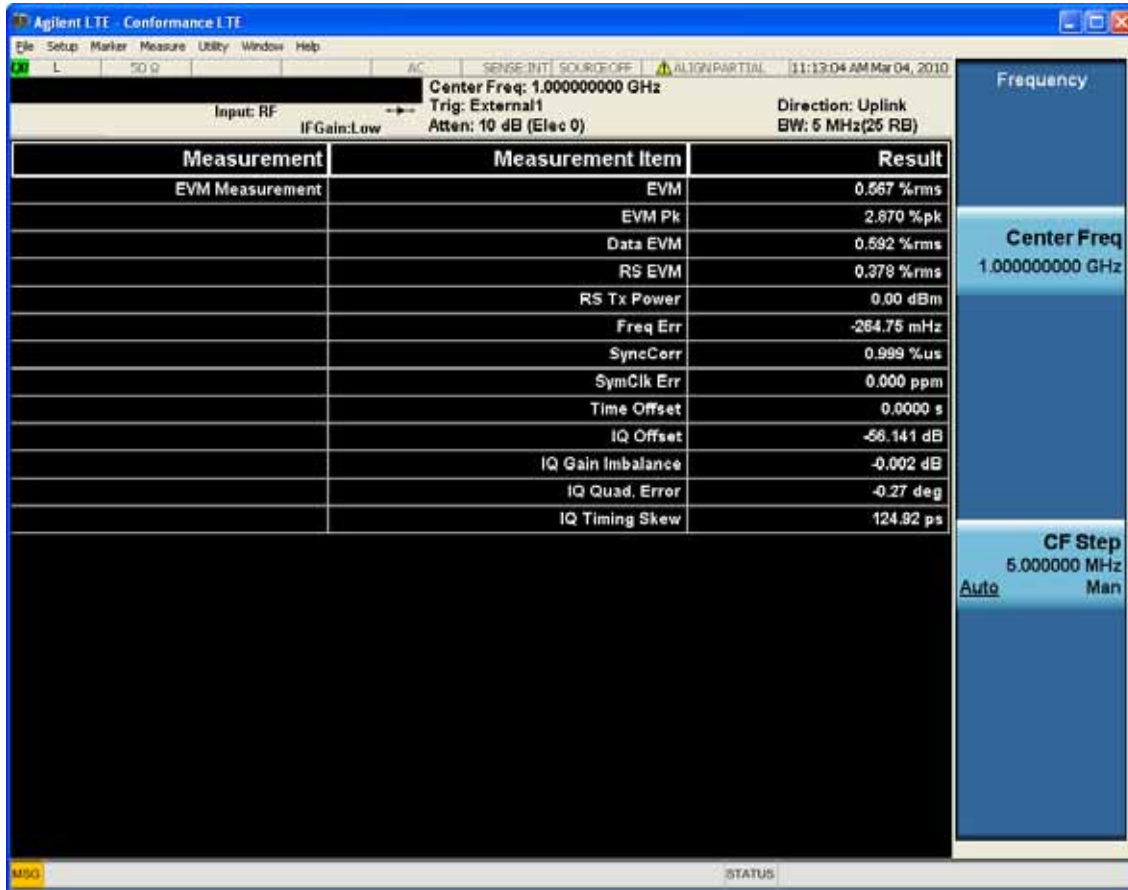 Agilent LTE - Conformance LTE
File Setup Marker Measure Utility Window Help
L 50 Ω AC SENSE:INT SOURCE OFF ALIGN PARTIAL 11:13:04 AM Mar 04, 2010
Center Freq: 1.000000000 GHz
Input: RF Trig: External1 Direction: Uplink
IFGain:Low Atten: 10 dB (Elec 0) BW: 5 MHz(25 RB)
Measurement Measurement Item Result
EVM Measurement EVM 0.567 %rms
EVM Pk 2.870 %pk
Data EVM 0.592 %rms
RS EVM 0.378 %rms
RS Tx Power 0.00 dBm
Freq Err -264.75 mHz
SyncCorr 0.999 %us
SymClk Err 0.000 ppm
Time Offset 0.0000 s
IQ Offset -56.141 dB
IQ Gain Imbalance -0.002 dB
IQ Quad. Error -0.27 deg
IQ Timing Skew 124.92 ps
Frequency
Center Freq
1.000000000 GHz
CF Step
5.000000 MHz
Auto Man
MSG STATUS